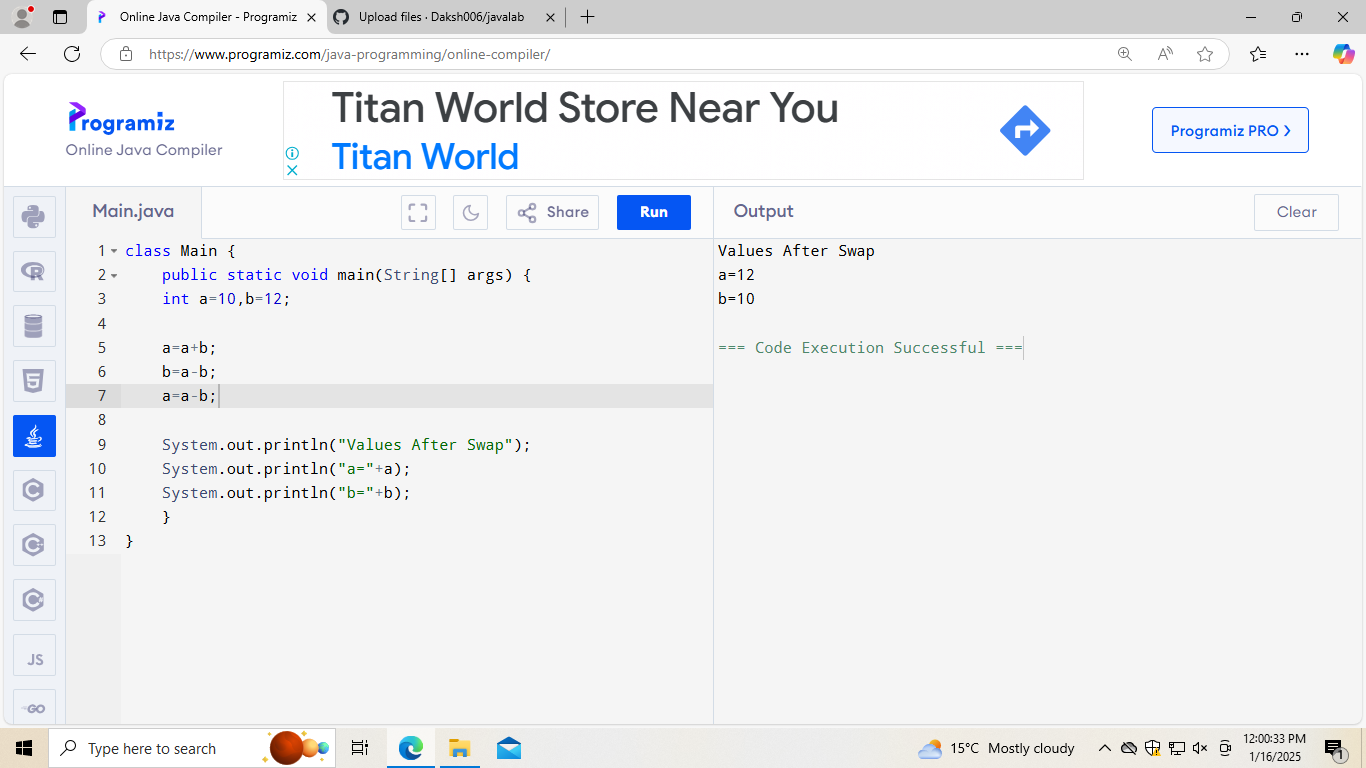 Online Java Compiler - Programiz
Upload files · Daksh006/javalab
https://www.programiz.com/java-programming/online-compiler/
Programiz
Online Java Compiler
Titan World Store Near You
Titan World
Programiz PRO ❯
Main.java
Share
Run
Output
Clear
1 class Main {
2     public static void main(String[] args) {
3     int a=10,b=12;
4
5     a=a+b;
6     b=a-b;
7     a=a-b;
8
9     System.out.println("Values After Swap");
10     System.out.println("a="+a);
11     System.out.println("b="+b);
12     }
13 }
Values After Swap
a=12
b=10
=== Code Execution Successful ===
JS
GO
Type here to search
15°C Mostly cloudy
12:00:33 PM
1/16/2025
1